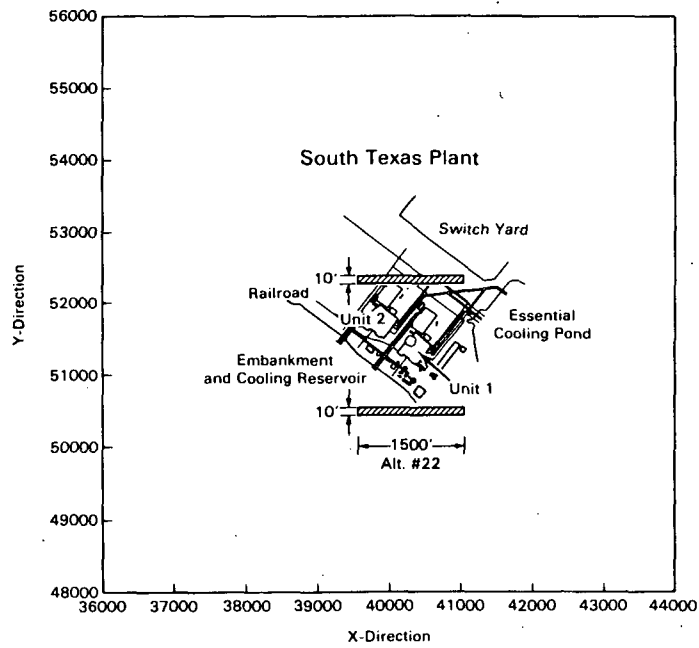 56000
55000
54000
53000
52000
51000
50000
49000
48000
Y-Direction
South Texas Plant
Switch Yard
10'
Railroad
Unit 2
Essential
Cooling Pond
Embankment
and Cooling Reservoir
Unit 1
10'
1500'
Alt. #22
36000 37000 38000 39000 40000 41000 42000 43000 44000
X-Direction